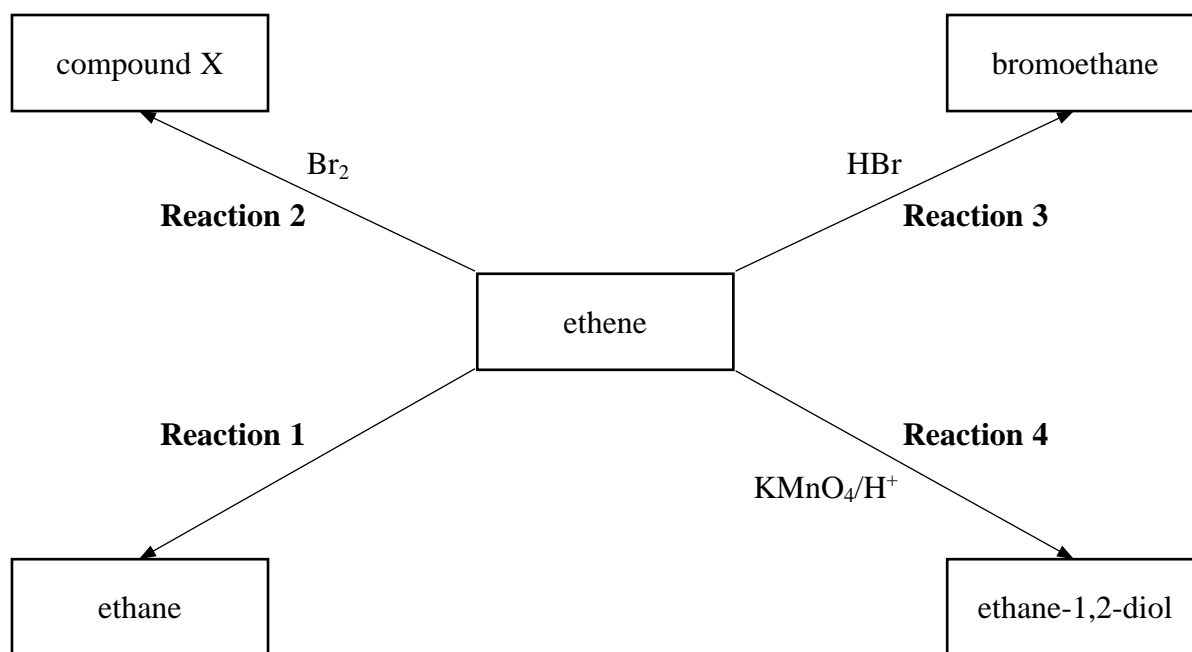 compound X
bromoethane
Br₂
HBr
Reaction 2
Reaction 3
ethene
Reaction 1
Reaction 4
KMnO₄/H⁺
ethane
ethane-1,2-diol